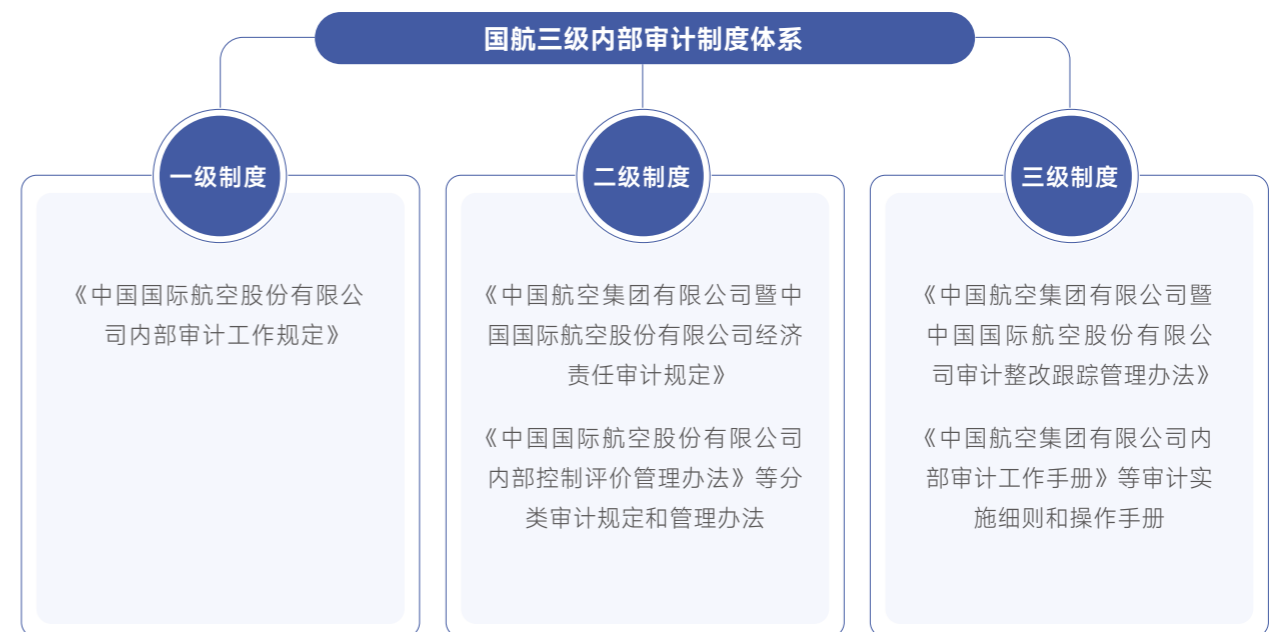 国航三级内部审计制度体系
一级制度
《中国国际航空股份有限公
司内部审计工作规定》
二级制度
《中国航空集团有限公司暨中
国国际航空股份有限公司经济
责任审计规定》
《中国国际航空股份有限公司
内部控制评价管理办法》等分
类审计规定和管理办法
三级制度
《中国航空集团有限公司暨
中国国际航空股份有限公
司审计整改跟踪管理办法》
《中国航空集团有限公司内
部审计工作手册》等审计实
施细则和操作手册